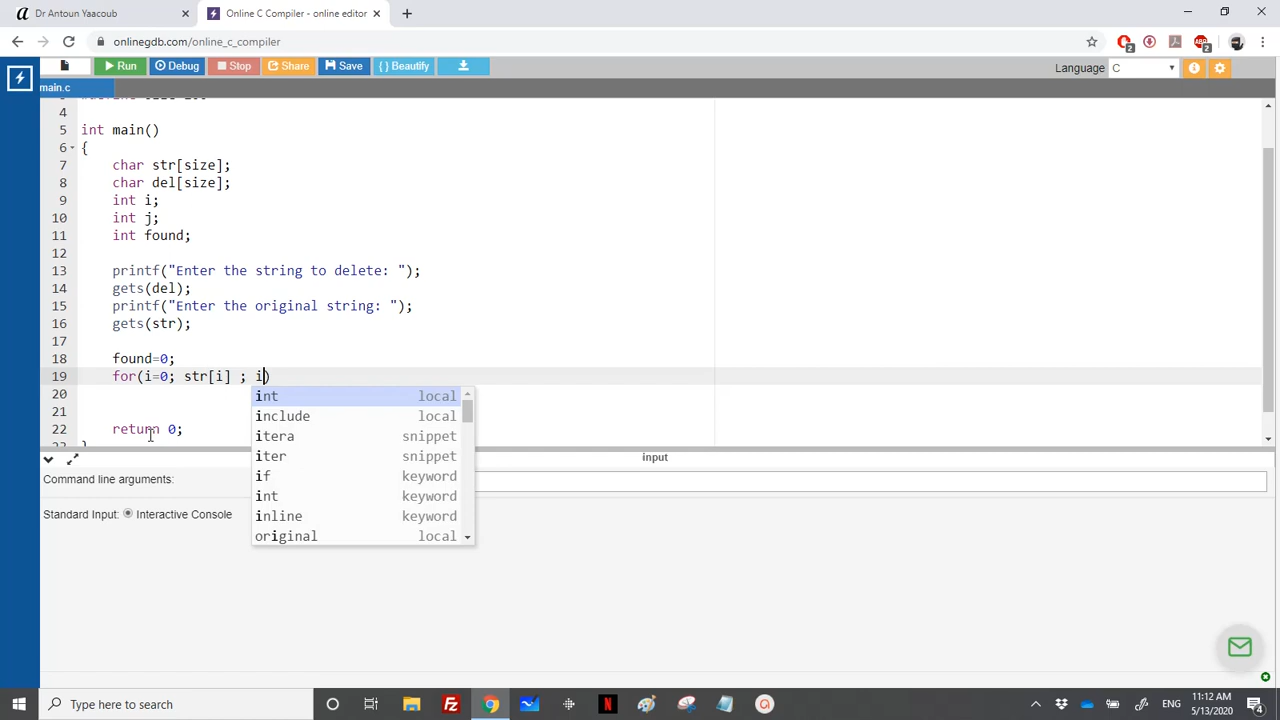 Dr Antoun Yaacoub
Online C Compiler - online editor
onlinegdb.com/online_c_compiler
2
2
Run
Debug
Stop
Share
Save
{ } Beautify
Language
C
main.c
4
5 int main()
6 {
7 char str[size];
8 char del[size];
9 int i;
10 int j;
11 int found;
12
13 printf("Enter the string to delete: ");
14 gets(del);
15 printf("Enter the original string: ");
16 gets(str);
17
18 found=0;
19 for(i=0; str[i] ; i)
20
21
22 return 0;
int local
include local
itera snippet
iter snippet
if keyword
int keyword
inline keyword
original local
input
Command line arguments:
Standard Input: Interactive Console
Type here to search
ENG
11:12 AM
5/13/2020
4